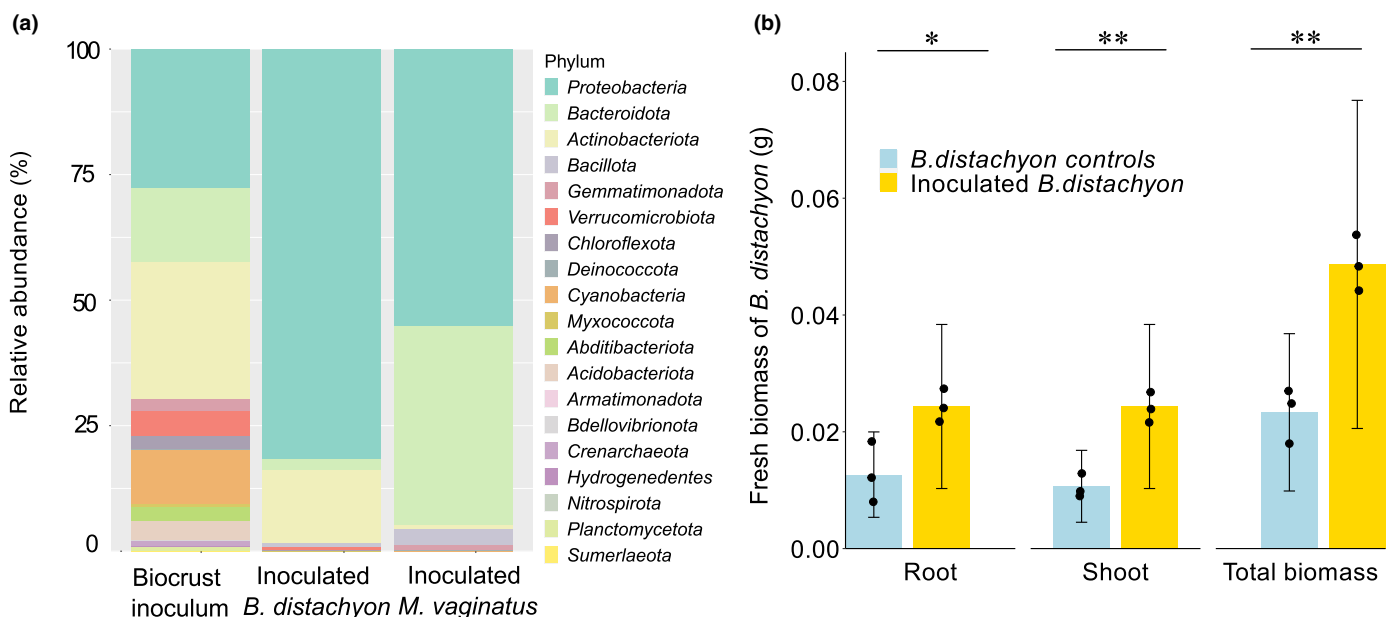 (a)
Relative abundance (%)
100
75
50
25
0
Biocrust
inoculum
Inoculated
B. distachyon
Inoculated
M. vaginatus
Phylum
Proteobacteria
Bacteroidota
Actinobacteriota
Bacillota
Gemmatimonadota
Verrucomicrobiota
Chloroflexota
Deinococcota
Cyanobacteria
Myxococcota
Abditibacteriota
Acidobacteriota
Armatimonadota
Bdellovibrionota
Crenarchaeota
Hydrogenedentes
Nitrospirota
Planctomycetota
Sumerlaeota
(b)
Fresh biomass of B. distachyon (g)
0.08
0.06
0.04
0.02
0.00
*
**
**
B.distachyon controls
Inoculated B.distachyon
Root
Shoot
Total biomass